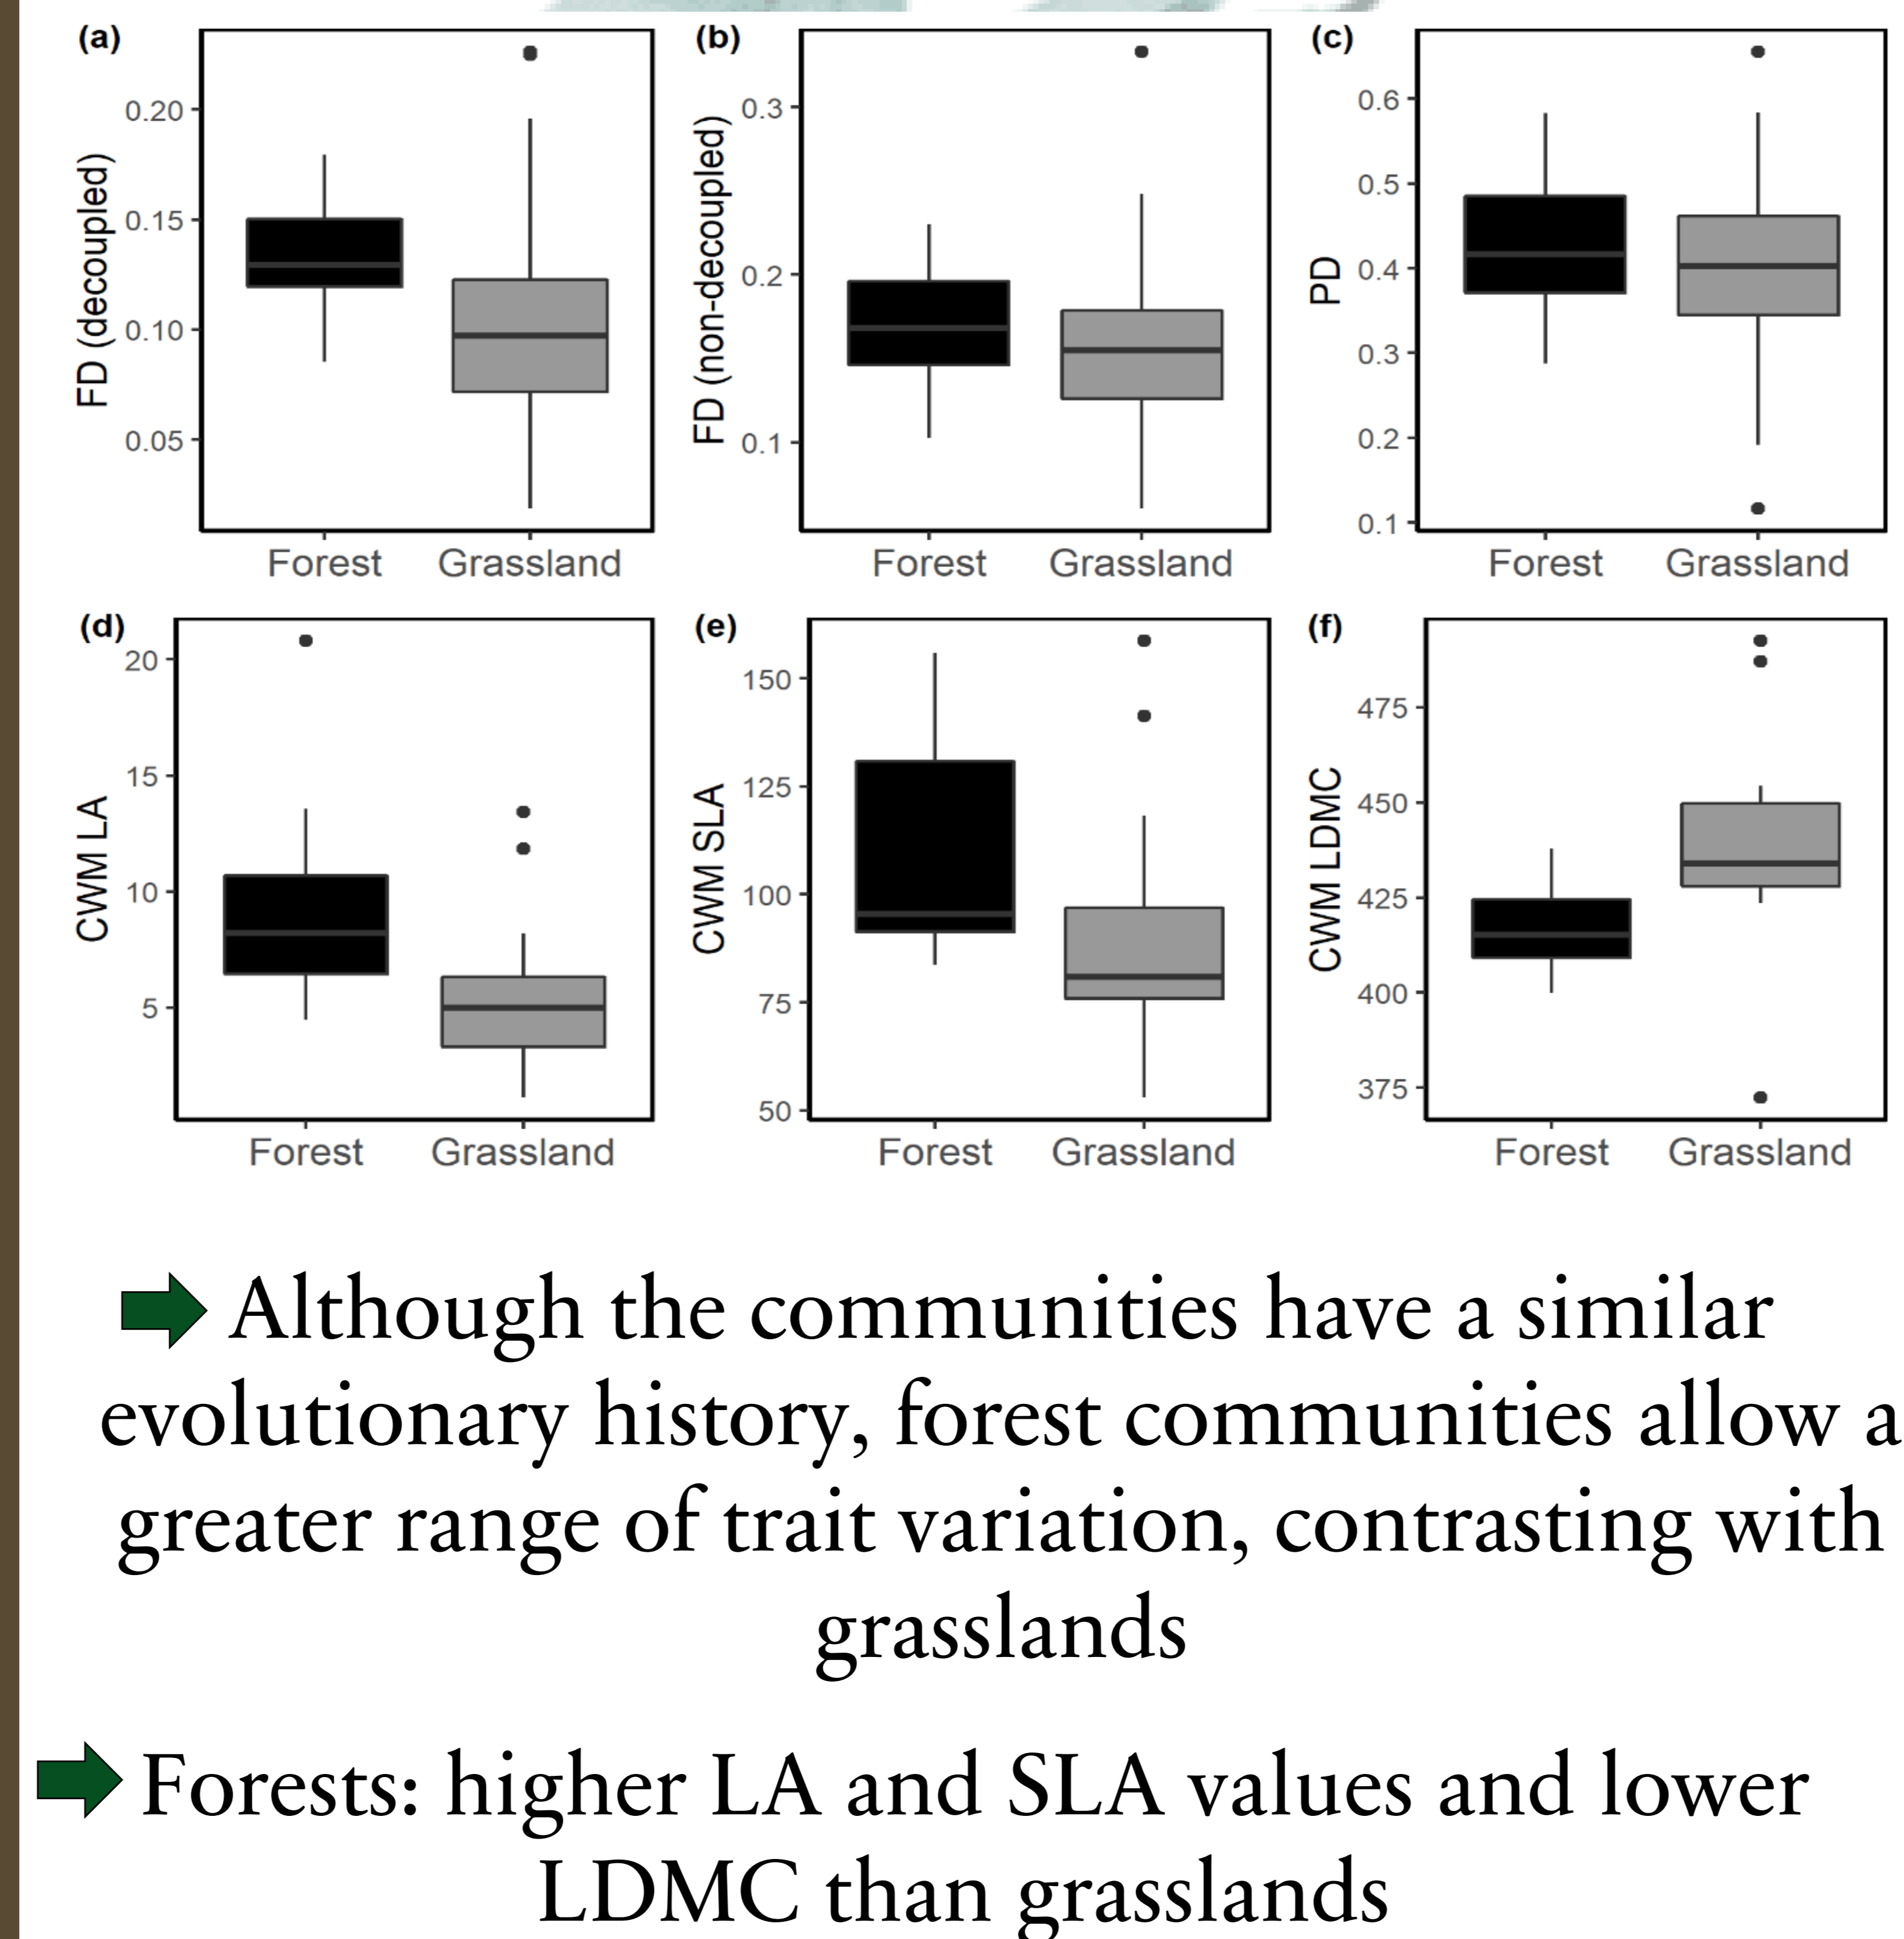 (a)
FD (decoupled)
0.20
0.15
0.10
0.05
Forest Grassland
(b)
FD (non-decoupled)
0.3
0.2
0.1
Forest Grassland
(c)
PD
0.6
0.5
0.4
0.3
0.2
0.1
Forest Grassland
(d)
CWM LA
20
15
10
5
Forest Grassland
(e)
CWM SLA
150
125
100
75
50
Forest Grassland
(f)
CWM LDMC
475
450
425
400
375
Forest Grassland
Although the communities have a similar
evolutionary history, forest communities allow a
greater range of trait variation, contrasting with
grasslands
Forests: higher LA and SLA values and lower
LDMC than grasslands